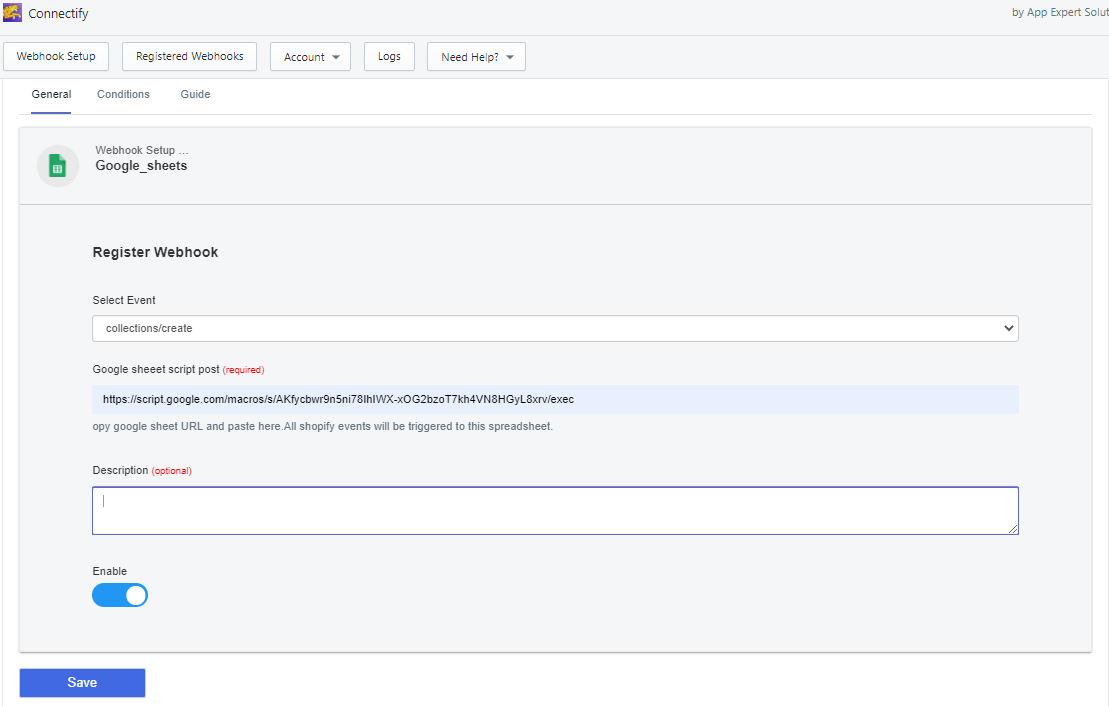 Connectify
by App Expert Solut
Webhook Setup
Registered Webhooks
Account
Logs
Need Help?
General
Conditions
Guide
Webhook Setup ...
Google_sheets
Register Webhook
Select Event
collections/create
Google sheeet script post (required)
https://script.google.com/macros/s/AKfycbwr9n5ni78IhIWX-xOG2bzoT7kh4VN8HGyL8xrv/exec
opy google sheet URL and paste here.All shopify events will be triggered to this spreadsheet.
Description (optional)
Enable
Save